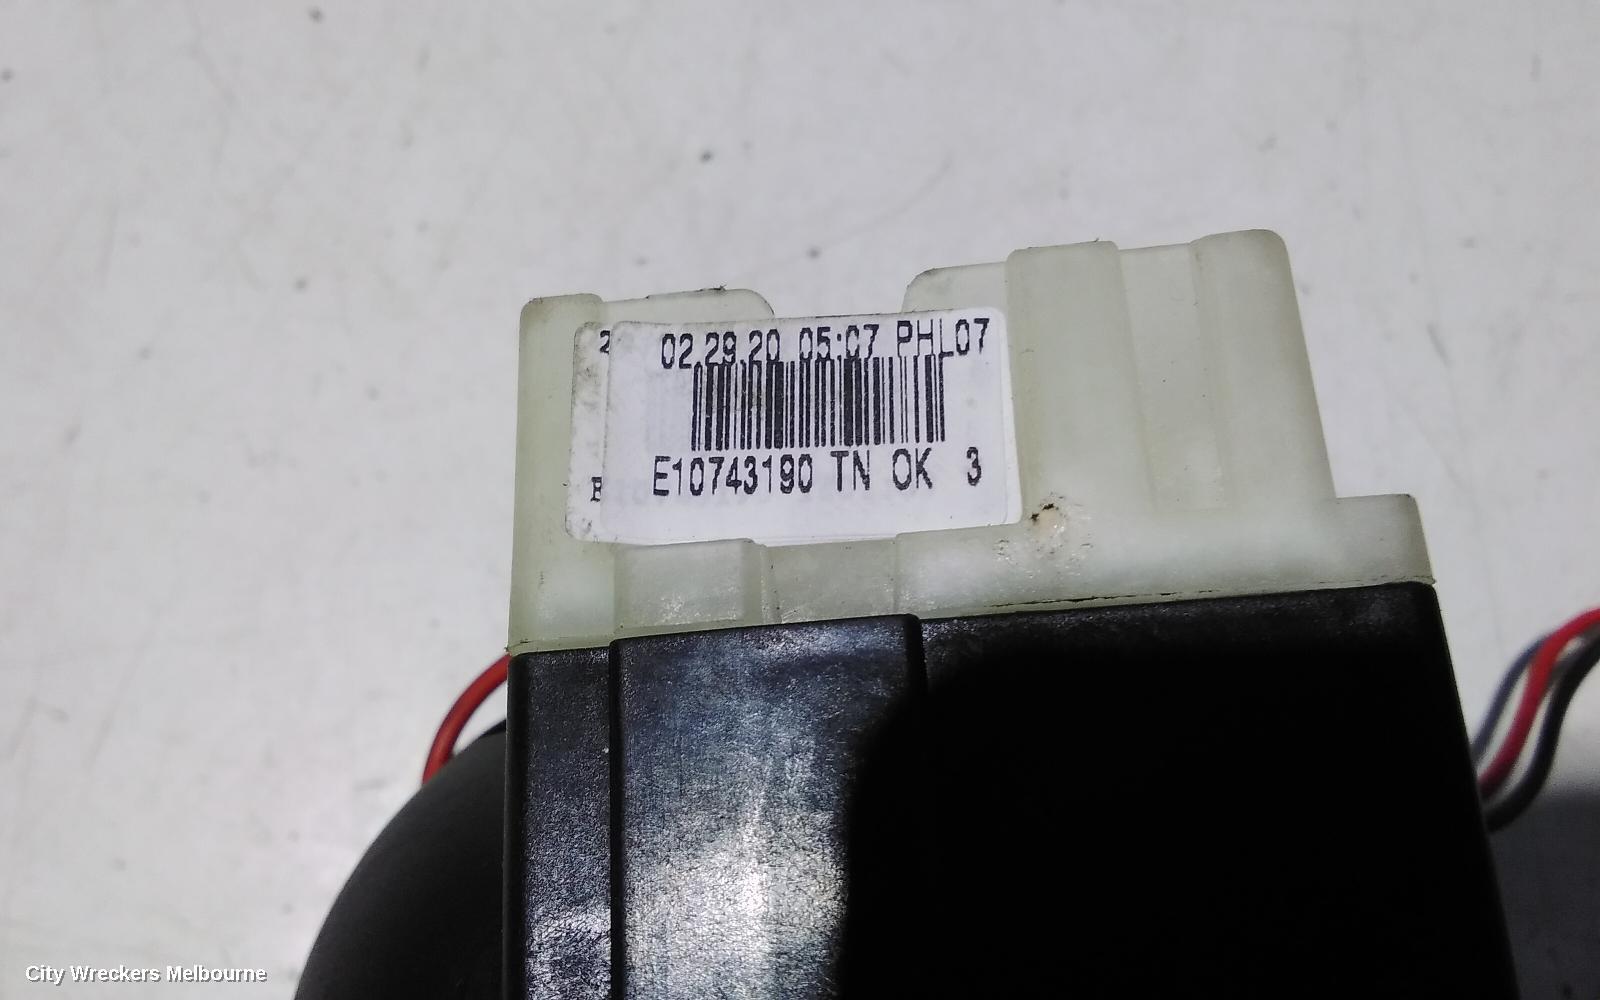 02.29.20 05:07 PHL07
E10743190 TN OK 3
City Wreckers Melbourne